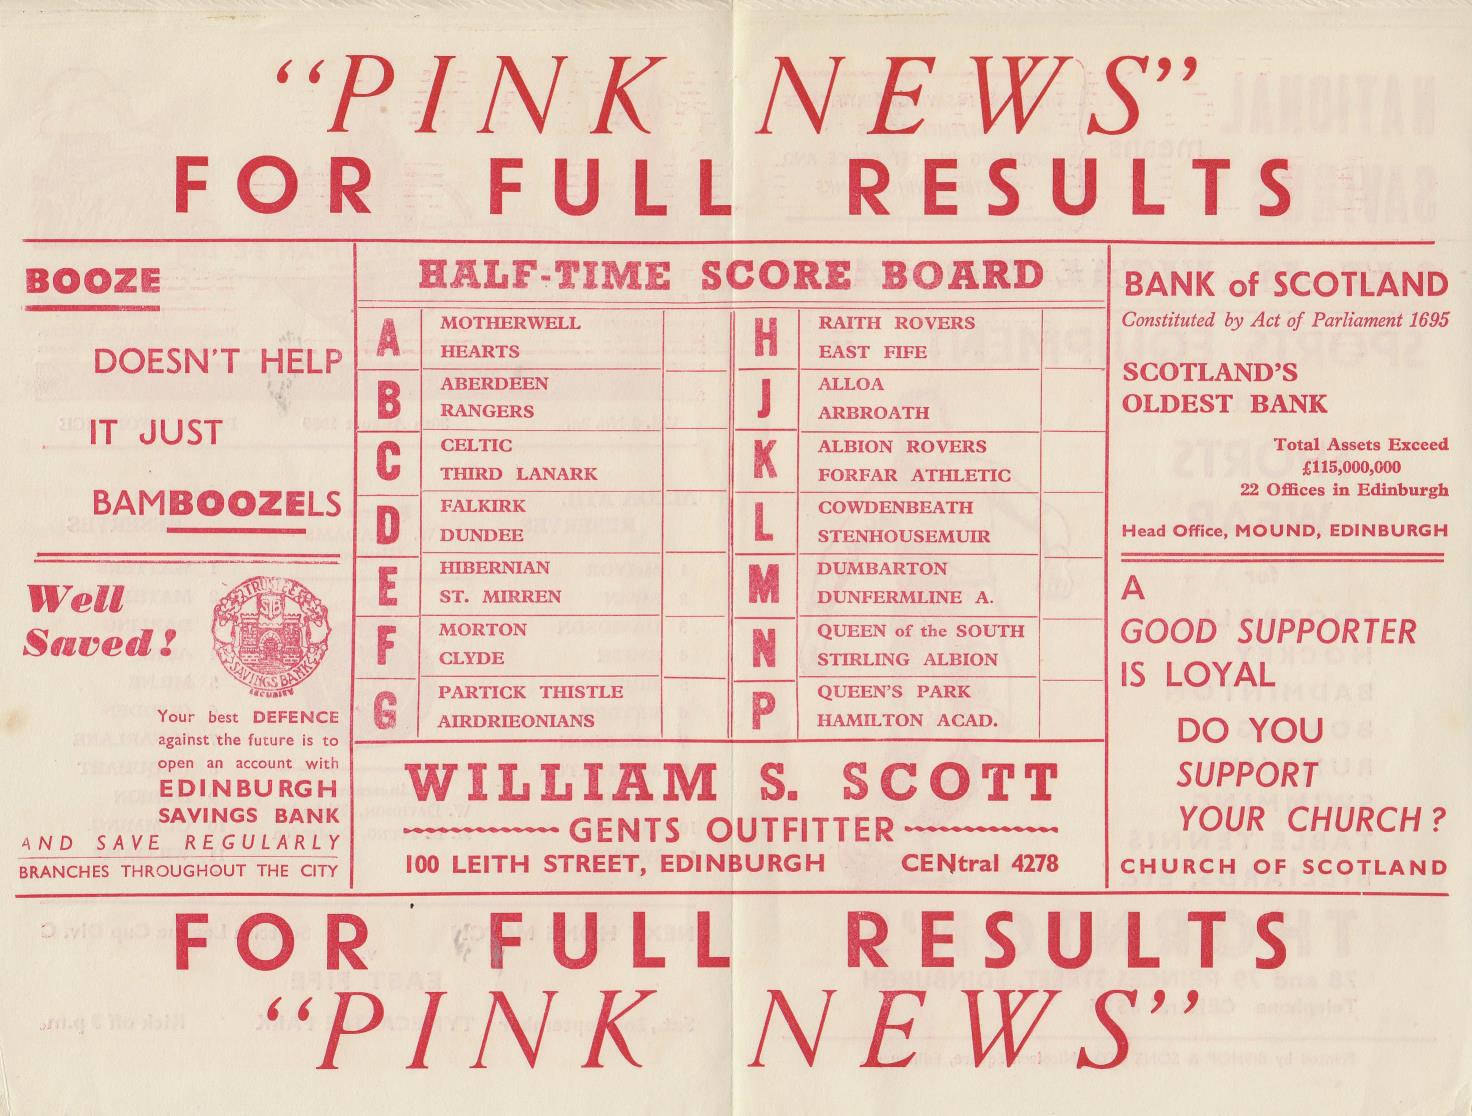 “PINK NEWS”
FOR FULL RESULTS
BOOZE
DOESN'T HELP
IT JUST
BAMBOOZELS
Well
Saved!
TRUSTEE
SAVINGS BANK
SECURITY
Your best DEFENCE
against the future is to
open an account with
EDINBURGH
SAVINGS BANK
AND SAVE REGULARLY
BRANCHES THROUGHOUT THE CITY
HALF-TIME SCORE BOARD
A MOTHERWELL
HEARTS
B ABERDEEN
RANGERS
C CELTIC
THIRD LANARK
D FALKIRK
DUNDEE
E HIBERNIAN
ST. MIRREN
F MORTON
CLYDE
G PARTICK THISTLE
AIRDRIEONIANS
H RAITH ROVERS
EAST FIFE
J ALLOA
ARBROATH
K ALBION ROVERS
FORFAR ATHLETIC
L COWDENBEATH
STENHOUSEMUIR
M DUMBARTON
DUNFERMLINE A.
N QUEEN of the SOUTH
STIRLING ALBION
P QUEEN'S PARK
HAMILTON ACAD.
WILLIAM S. SCOTT
GENTS OUTFITTER
100 LEITH STREET, EDINBURGH CENtral 4278
BANK of SCOTLAND
Constituted by Act of Parliament 1695
SCOTLAND'S
OLDEST BANK
Total Assets Exceed
£115,000,000
22 Offices in Edinburgh
Head Office, MOUND, EDINBURGH
A
GOOD SUPPORTER
IS LOYAL
DO YOU
SUPPORT
YOUR CHURCH?
CHURCH OF SCOTLAND
FOR FULL RESULTS
“PINK NEWS”